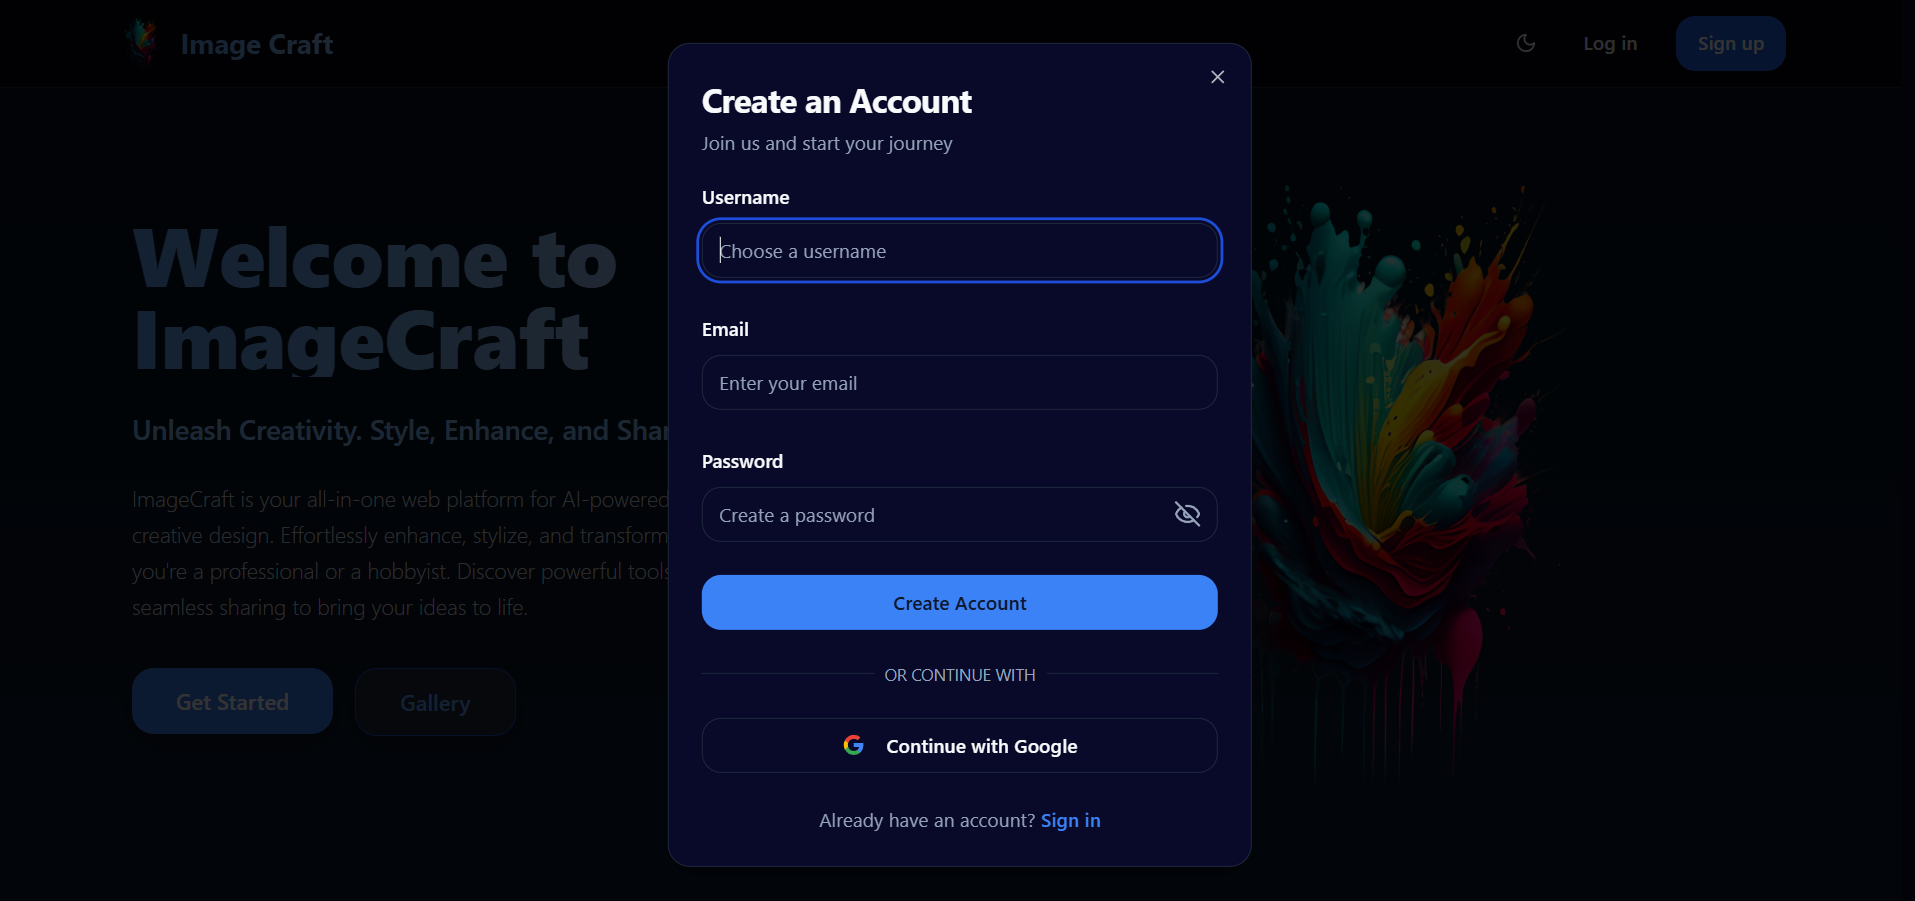 Image Craft
Log in
Sign up
Create an Account
Join us and start your journey
Username
Choose a username
Email
Enter your email
Password
Create a password
Create Account
OR CONTINUE WITH
Continue with Google
Already have an account? Sign in
Welcome to
ImageCraft
Unleash Creativity. Style, Enhance, and Shar
ImageCraft is your all-in-one web platform for AI-powered
creative design. Effortlessly enhance, stylize, and transform
you're a professional or a hobbyist. Discover powerful tools
seamless sharing to bring your ideas to life.
Get Started
Gallery